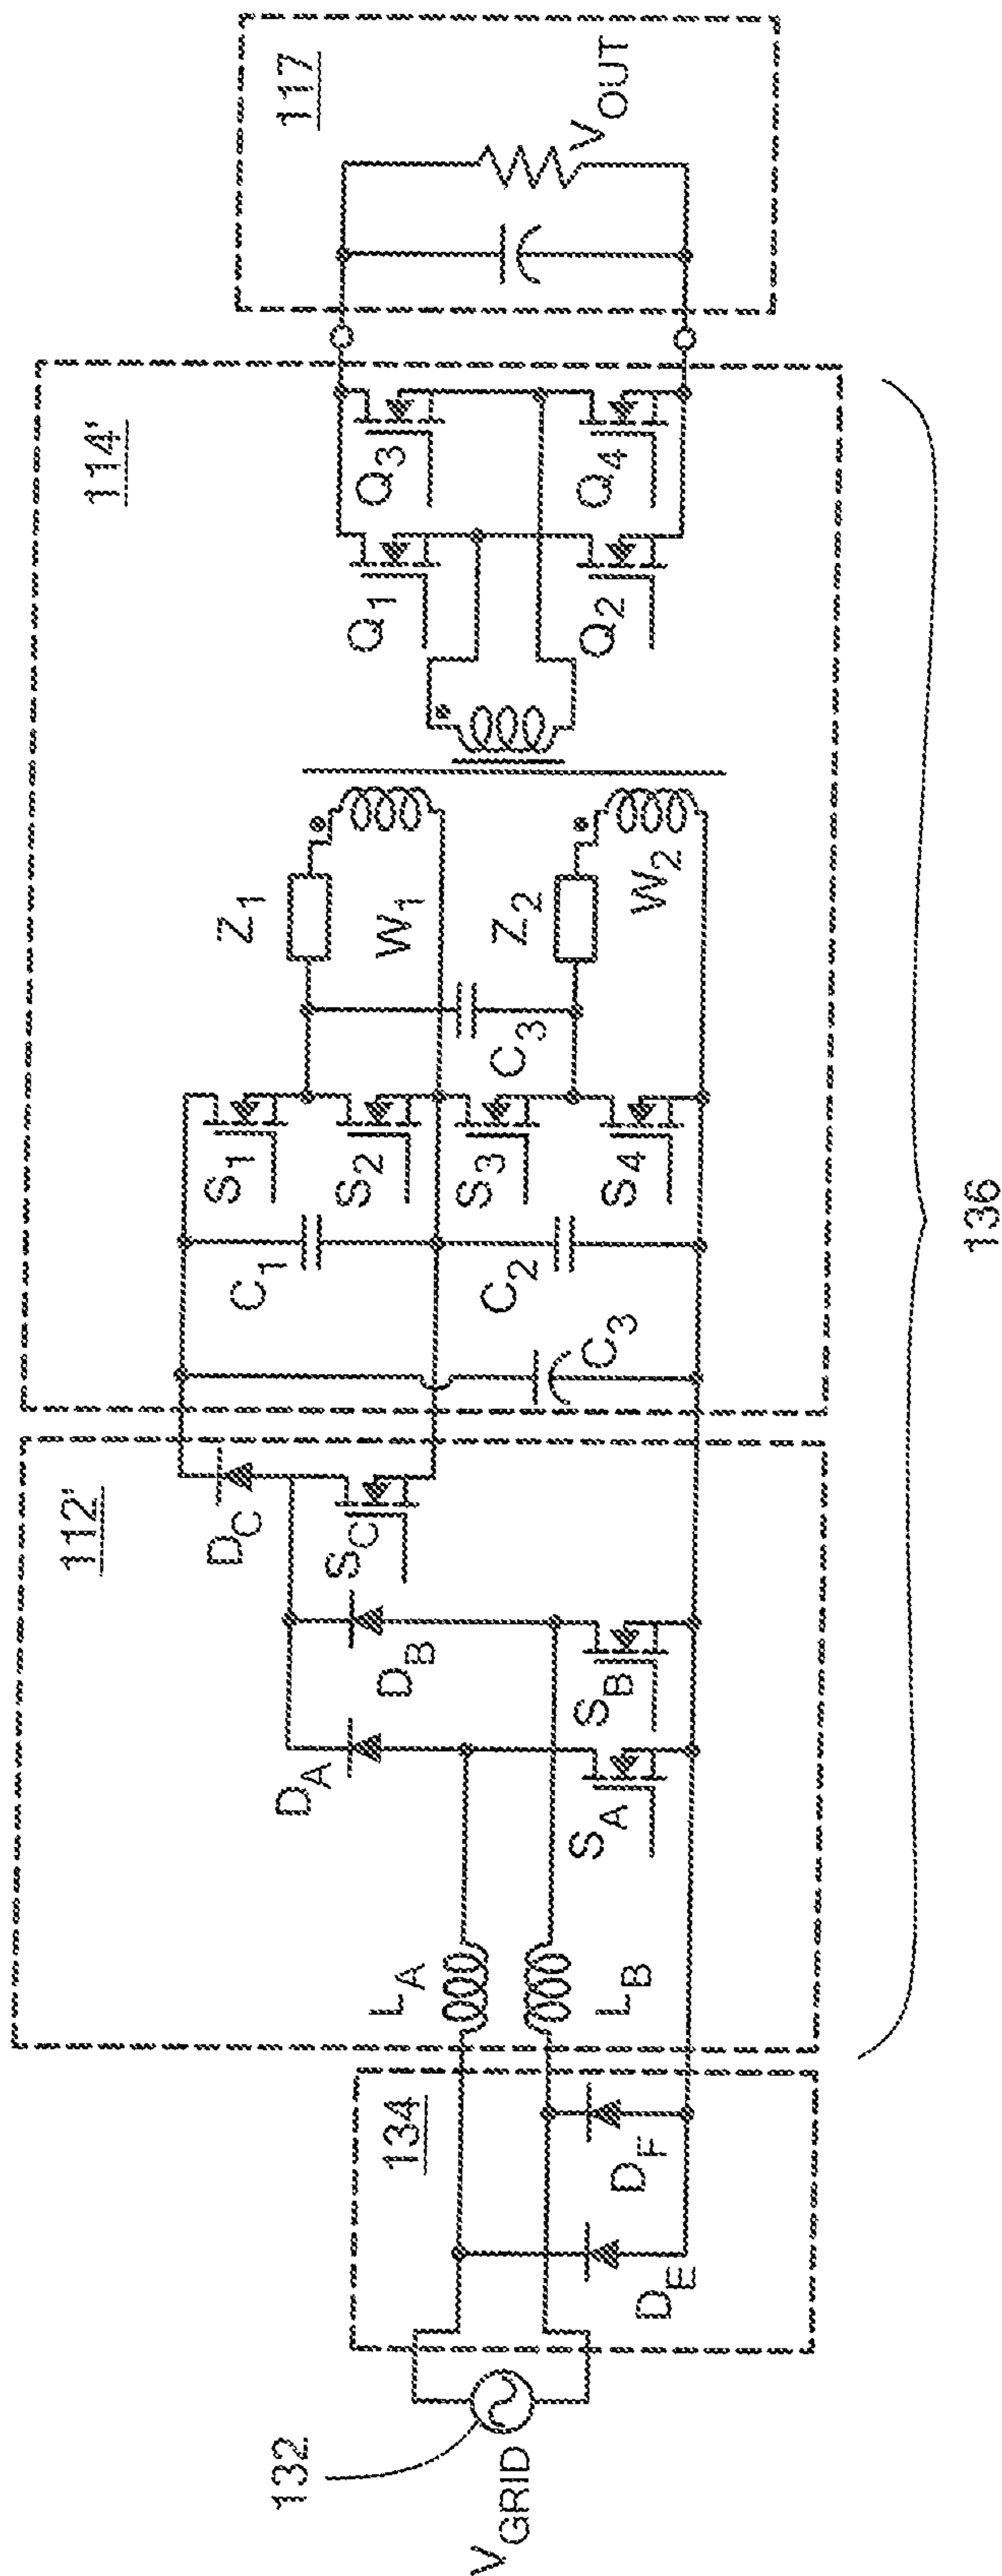 132
V_GRID
134
D_E
D_F
112'
L_A
L_B
D_A
D_B
D_C
S_A
S_B
S_C
136
114'
C_1
C_2
C_3
S_1
S_2
S_3
S_4
C_3
Z_1
W_1
Z_2
W_2
Q_1
Q_2
Q_3
Q_4
117
V_OUT